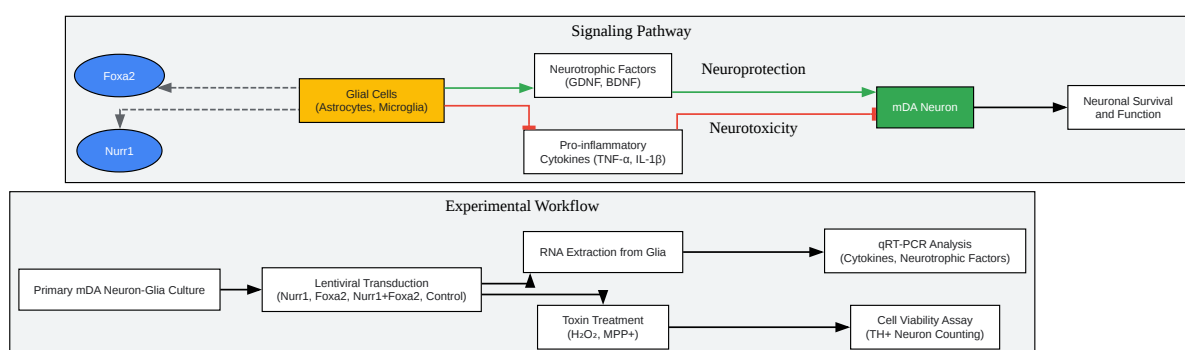 Signaling Pathway
Foxa2
Nurr1
Glial Cells
(Astrocytes, Microglia)
Neurotrophic Factors
(GDNF, BDNF)
Pro-inflammatory
Cytokines (TNF-α, IL-1β)
Neuroprotection
Neurotoxicity
mDA Neuron
Neuronal Survival
and Function
Experimental Workflow
Primary mDA Neuron-Glia Culture
Lentiviral Transduction
(Nurr1, Foxa2, Nurr1+Foxa2, Control)
RNA Extraction from Glia
qRT-PCR Analysis
(Cytokines, Neurotrophic Factors)
Toxin Treatment
(H₂O₂, MPP+)
Cell Viability Assay
(TH+ Neuron Counting)